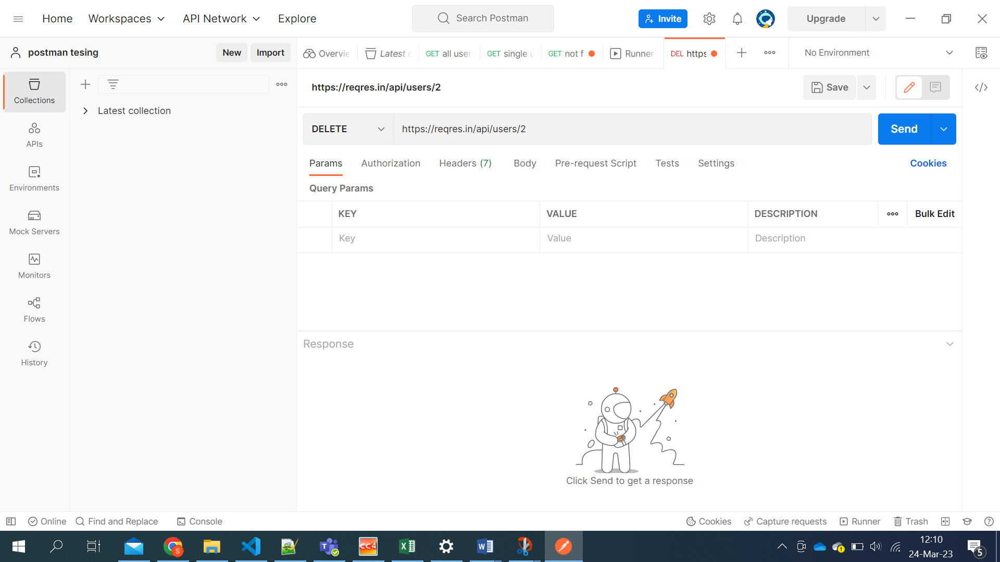 Home
Workspaces
API Network
Explore
Search Postman
Invite
Upgrade
postman tesing
New
Import
Overvie
Latest c
GET all user
GET single u
GET not f
Runner
DEL https
No Environment
Collections
APIs
Environments
Mock Servers
Monitors
Flows
History
Latest collection
https://reqres.in/api/users/2
Save
DELETE
https://reqres.in/api/users/2
Send
Params
Authorization
Headers (7)
Body
Pre-request Script
Tests
Settings
Cookies
Query Params
KEY
VALUE
DESCRIPTION
Bulk Edit
Key
Value
Description
Response
Click Send to get a response
Online
Find and Replace
Console
Cookies
Capture requests
Runner
Trash
S
CC4
12:10
24-Mar-23
5